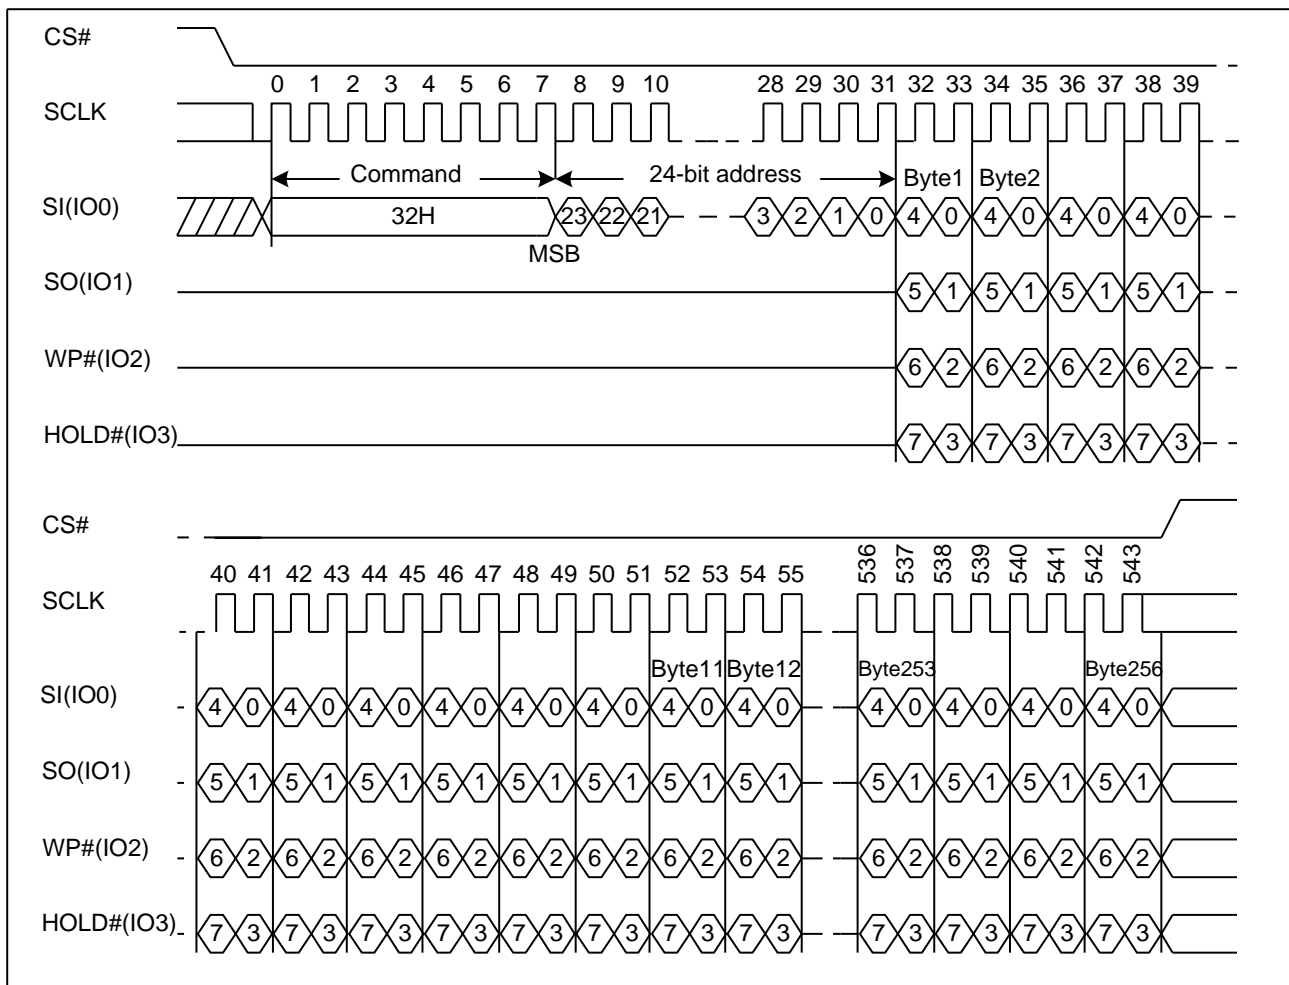 CS#
0 1 2 3 4 5 6 7 8 9 10 28 29 30 31 32 33 34 35 36 37 38 39
SCLK
Command 24-bit address Byte1 Byte2
SI(IO0) 32H 23 22 21 3 2 1 0 4 0 4 0 4 0 4 0
MSB
SO(IO1) 5 1 5 1 5 1 5 1
WP#(IO2) 6 2 6 2 6 2 6 2
HOLD#(IO3) 7 3 7 3 7 3 7 3
CS#
40 41 42 43 44 45 46 47 48 49 50 51 52 53 54 55 536 537 538 539 540 541 542 543
SCLK
Byte11 Byte12 Byte253 Byte256
SI(IO0) 4 0 4 0 4 0 4 0 4 0 4 0 4 0 4 0 4 0 4 0 4 0 4 0
SO(IO1) 5 1 5 1 5 1 5 1 5 1 5 1 5 1 5 1 5 1 5 1 5 1 5 1
WP#(IO2) 6 2 6 2 6 2 6 2 6 2 6 2 6 2 6 2 6 2 6 2 6 2 6 2
HOLD#(IO3) 7 3 7 3 7 3 7 3 7 3 7 3 7 3 7 3 7 3 7 3 7 3 7 3